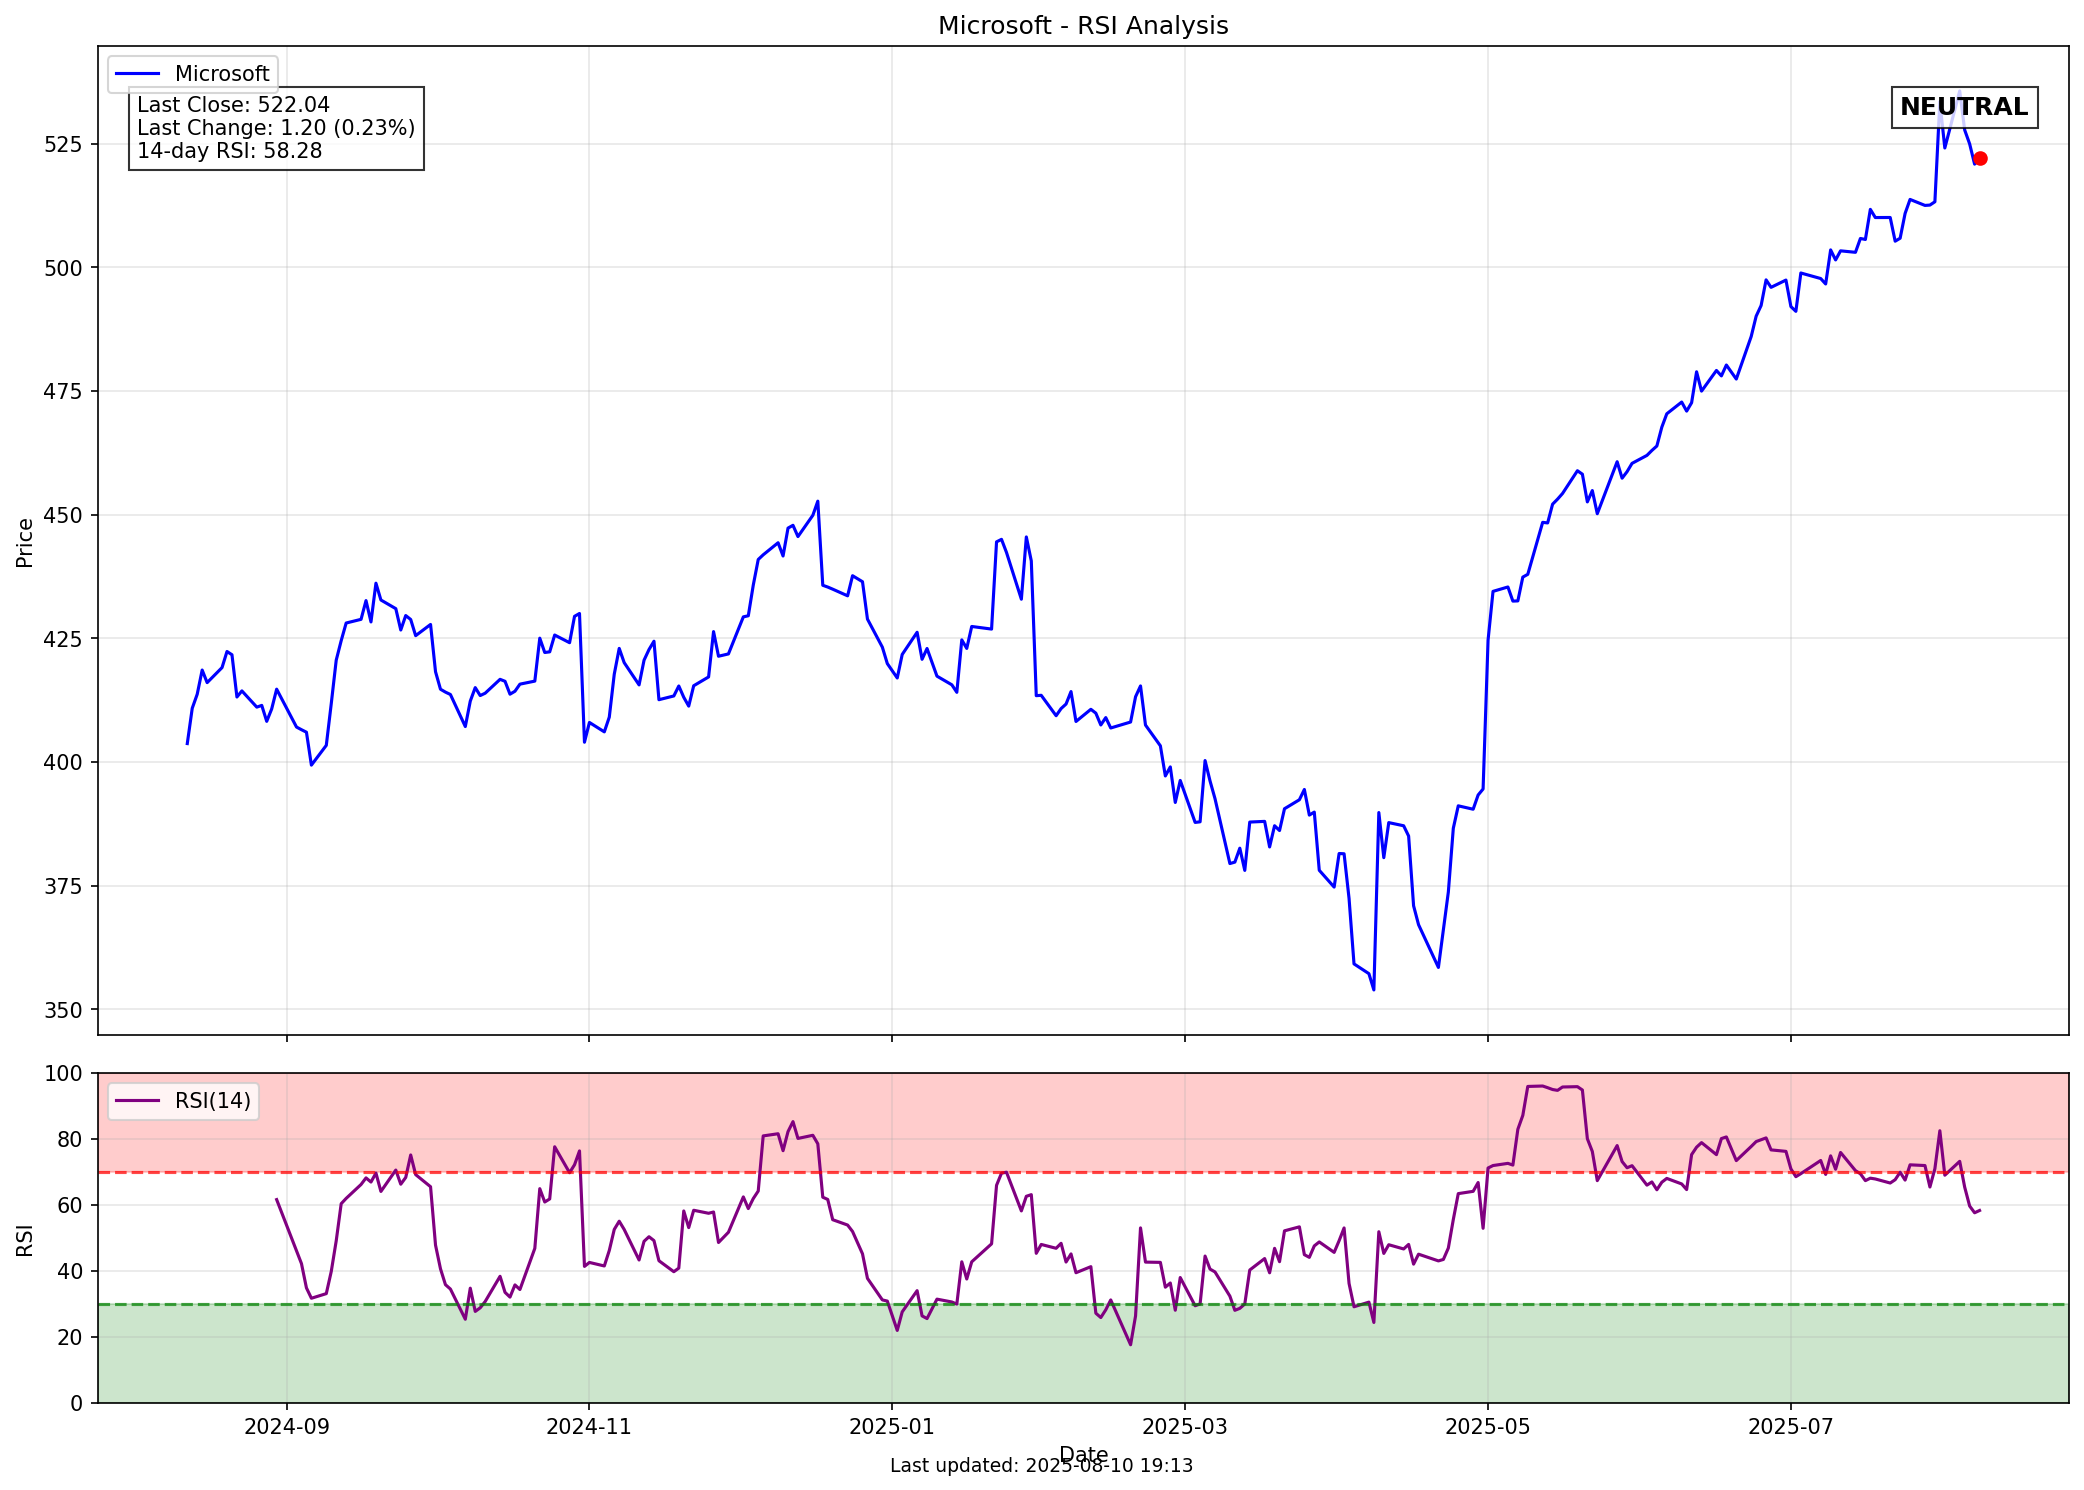 Microsoft - RSI Analysis
Microsoft
Last Close: 522.04
Last Change: 1.20 (0.23%)
14-day RSI: 58.28
NEUTRAL
Price
525
500
475
450
425
400
375
350
RSI(14)
RSI
100
80
60
40
20
0
2024-09 2024-11 2025-01 2025-03 2025-05 2025-07
Date
Last updated: 2025-08-10 19:13